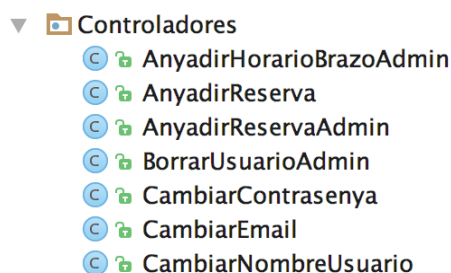 Controladores
AnyadirHorarioBrazoAdmin
AnyadirReserva
AnyadirReservaAdmin
BorrarUsuarioAdmin
CambiarContrasenya
CambiarEmail
CambiarNombreUsuario